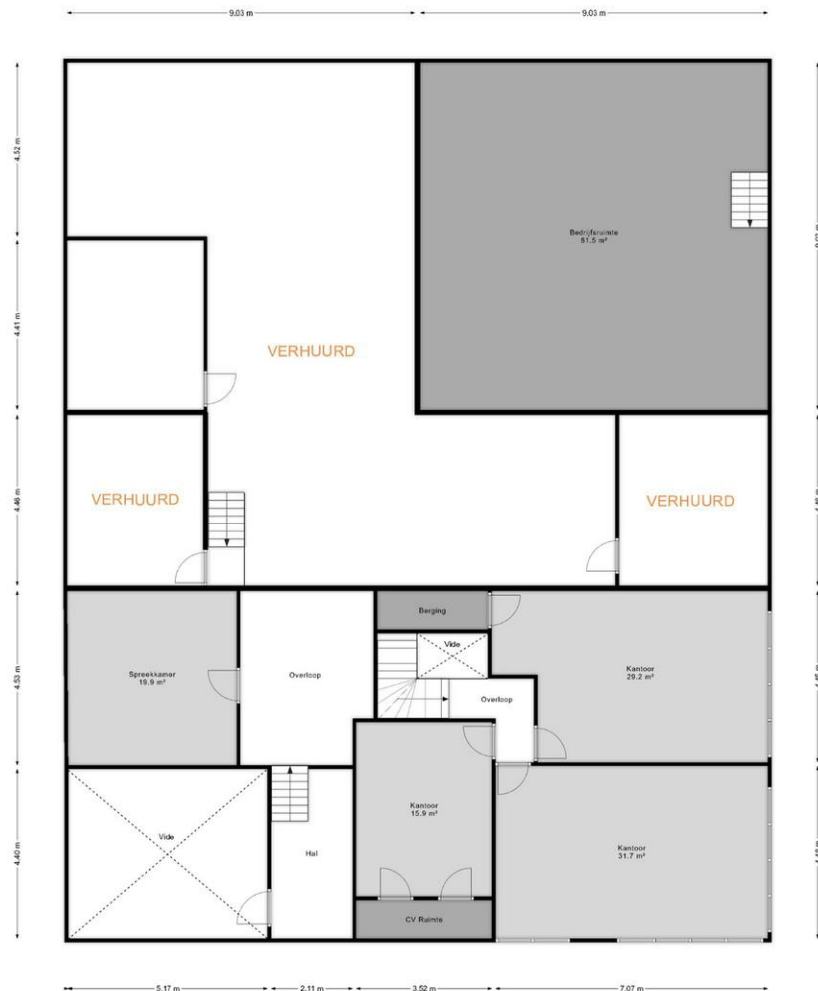 9.03 m
9.03 m
4.52 m
Bedrijfsruimte
81.5 m²
4.41 m
VERHUURD
4.46 m
VERHUURD
VERHUURD
Berging
4.53 m
Spreekkamer
19.9 m²
Overloop
Vide
Kantoor
29.2 m²
Overloop
4.40 m
Vide
Hal
Kantoor
15.9 m²
Kantoor
31.7 m²
CV Ruimte
5.17 m
2.11 m
3.52 m
7.07 m